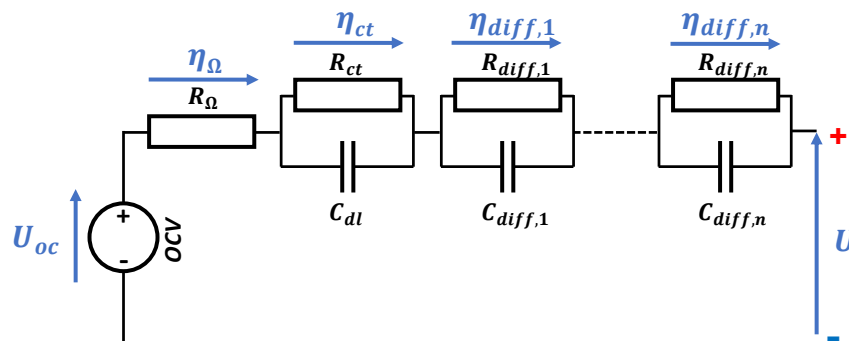 η_ct η_diff,1 η_diff,n
η_Ω R_ct R_diff,1 R_diff,n
R_Ω
+
C_dl C_diff,1 C_diff,n
U_oc + - OCV U
-